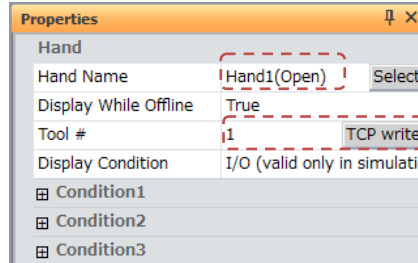 Properties
Hand
Hand Name Hand1(Open) Select
Display While Offline True
Tool # 1 TCP write
Display Condition I/O (valid only in simulati
Condition1
Condition2
Condition3